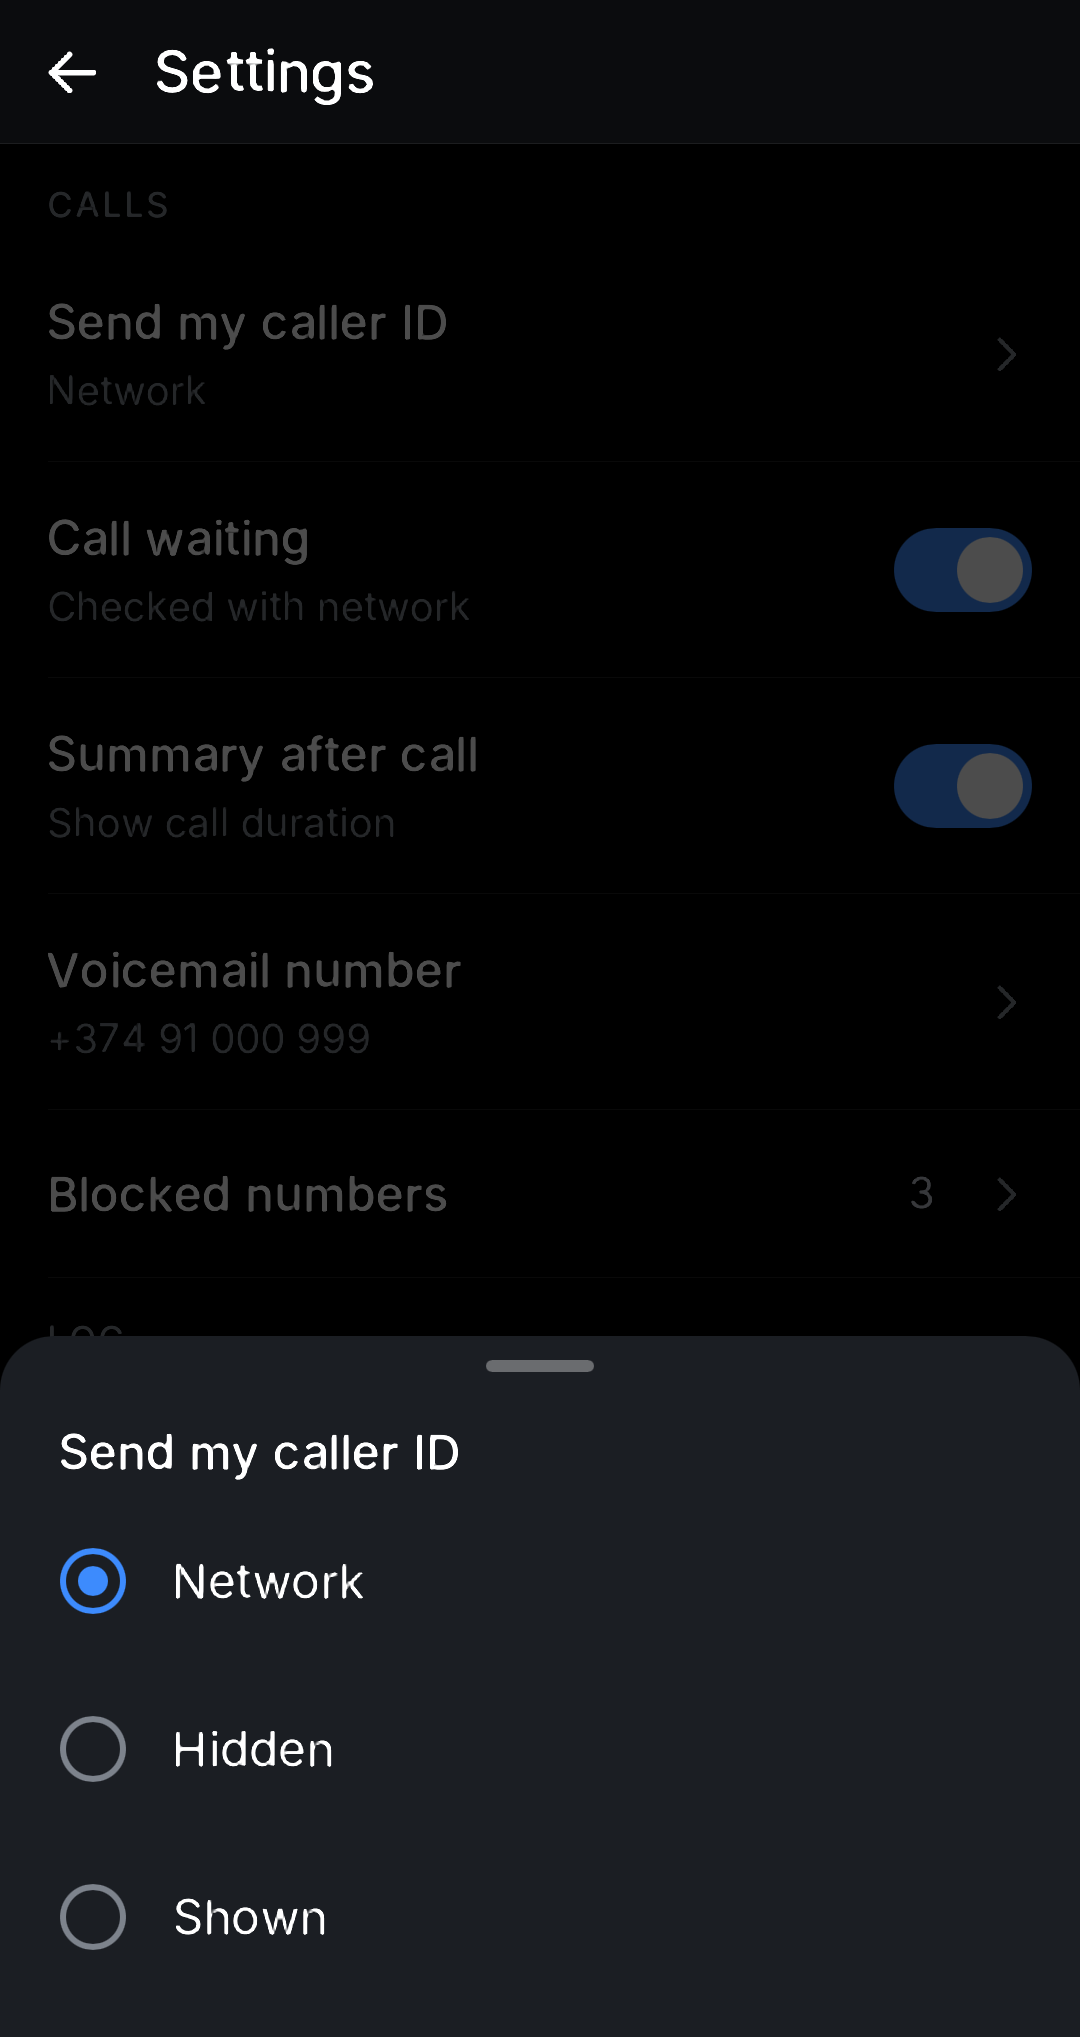 Settings
CALLS
Send my caller ID
Network
Call waiting
Checked with network
Summary after call
Show call duration
Voicemail number
+374 91 000 999
Blocked numbers
3
Send my caller ID
Network
Hidden
Shown